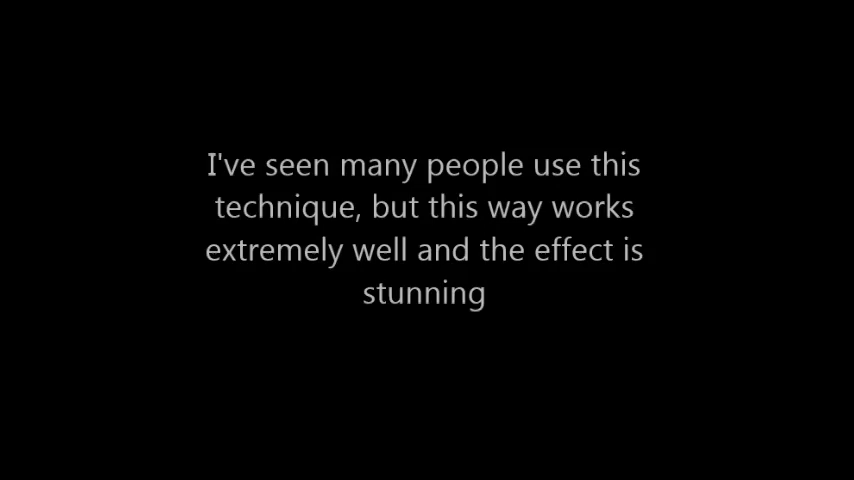 I've seen many people use this
technique, but this way works
extremely well and the effect is
stunning